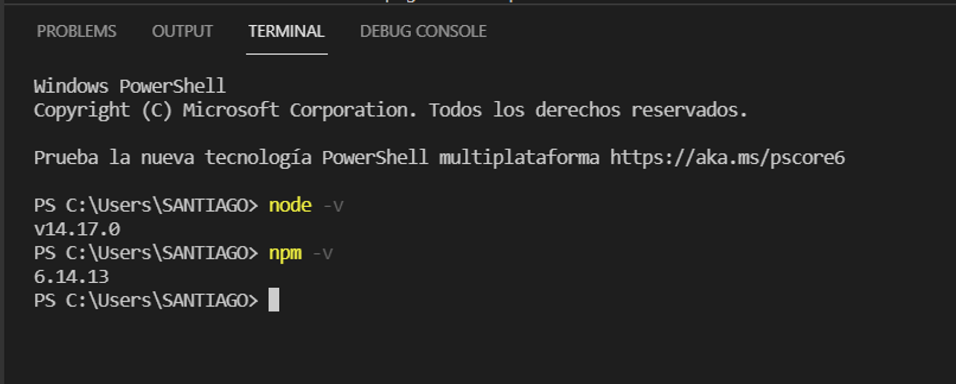 PROBLEMS OUTPUT TERMINAL DEBUG CONSOLE
Windows PowerShell
Copyright (C) Microsoft Corporation. Todos los derechos reservados.
Prueba la nueva tecnología PowerShell multiplataforma https://aka.ms/pscore6
PS C:\Users\SANTIAGO> node -v
v14.17.0
PS C:\Users\SANTIAGO> npm -v
6.14.13
PS C:\Users\SANTIAGO>